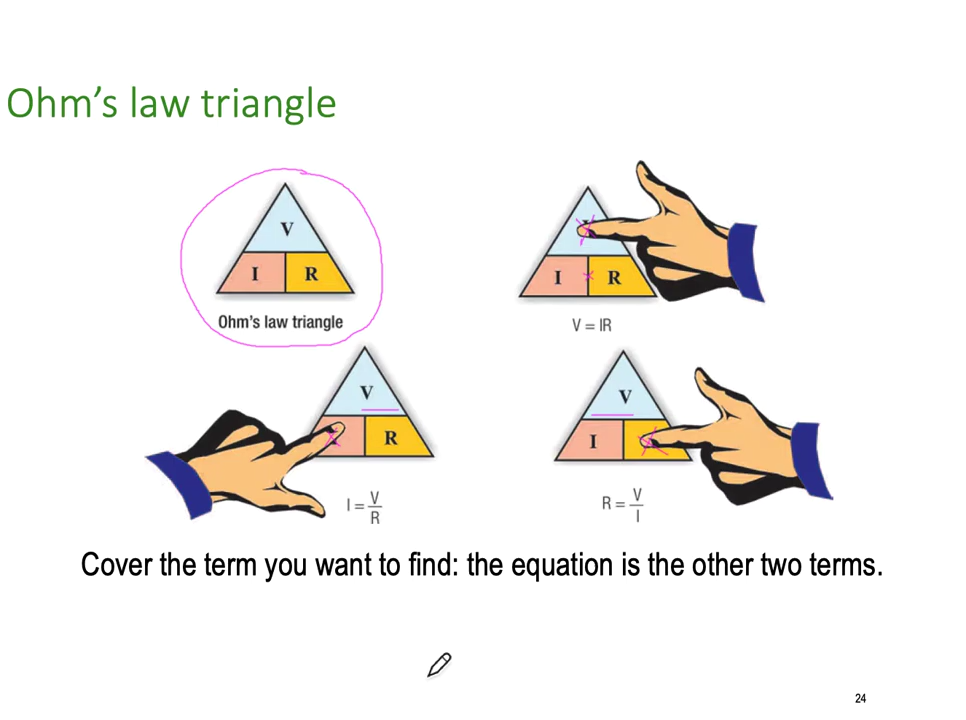 Ohm's law triangle
V
I R
Ohm's law triangle
I R
V = IR
V
R
I = V/R
V
I
R = V/I
Cover the term you want to find: the equation is the other two terms.
24